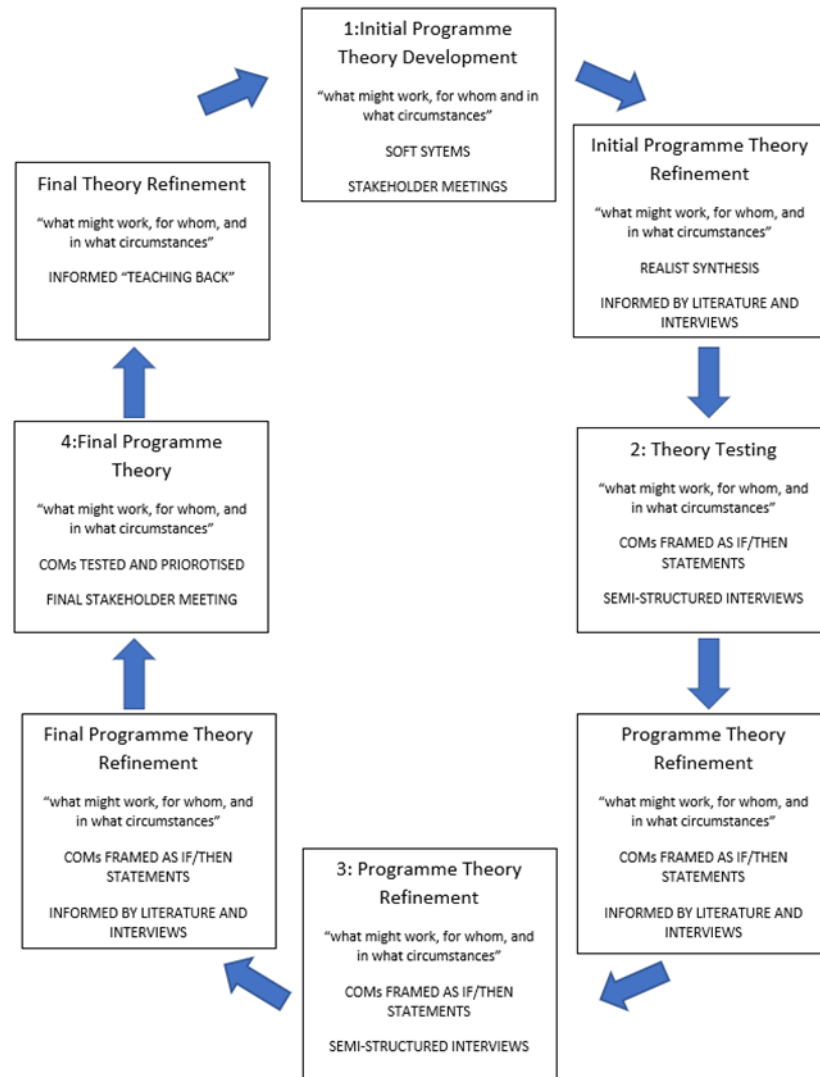 1:Initial Programme
Theory Development
“what might work, for whom and in
what circumstances”
SOFT SYTEMS
STAKEHOLDER MEETINGS
Initial Programme Theory
Refinement
“what might work, for whom, and
in what circumstances”
REALIST SYNTHESIS
INFORMED BY LITERATURE AND
INTERVIEWS
2: Theory Testing
“what might work, for whom, and
in what circumstances”
COMs FRAMED AS IF/THEN
STATEMENTS
SEMI-STRUCTURED INTERVIEWS
Programme Theory
Refinement
“what might work, for whom, and
in what circumstances”
COMs FRAMED AS IF/THEN
STATEMENTS
INFORMED BY LITERATURE AND
INTERVIEWS
3: Programme Theory
Refinement
“what might work, for whom, and
in what circumstances”
COMs FRAMED AS IF/THEN
STATEMENTS
SEMI-STRUCTURED INTERVIEWS
Final Programme Theory
Refinement
“what might work, for whom, and
in what circumstances”
COMs FRAMED AS IF/THEN
STATEMENTS
INFORMED BY LITERATURE AND
INTERVIEWS
4:Final Programme
Theory
“what might work, for whom, and
in what circumstances”
COMs TESTED AND PRIOROTISED
FINAL STAKEHOLDER MEETING
Final Theory Refinement
“what might work, for whom, and
in what circumstances”
INFORMED “TEACHING BACK”